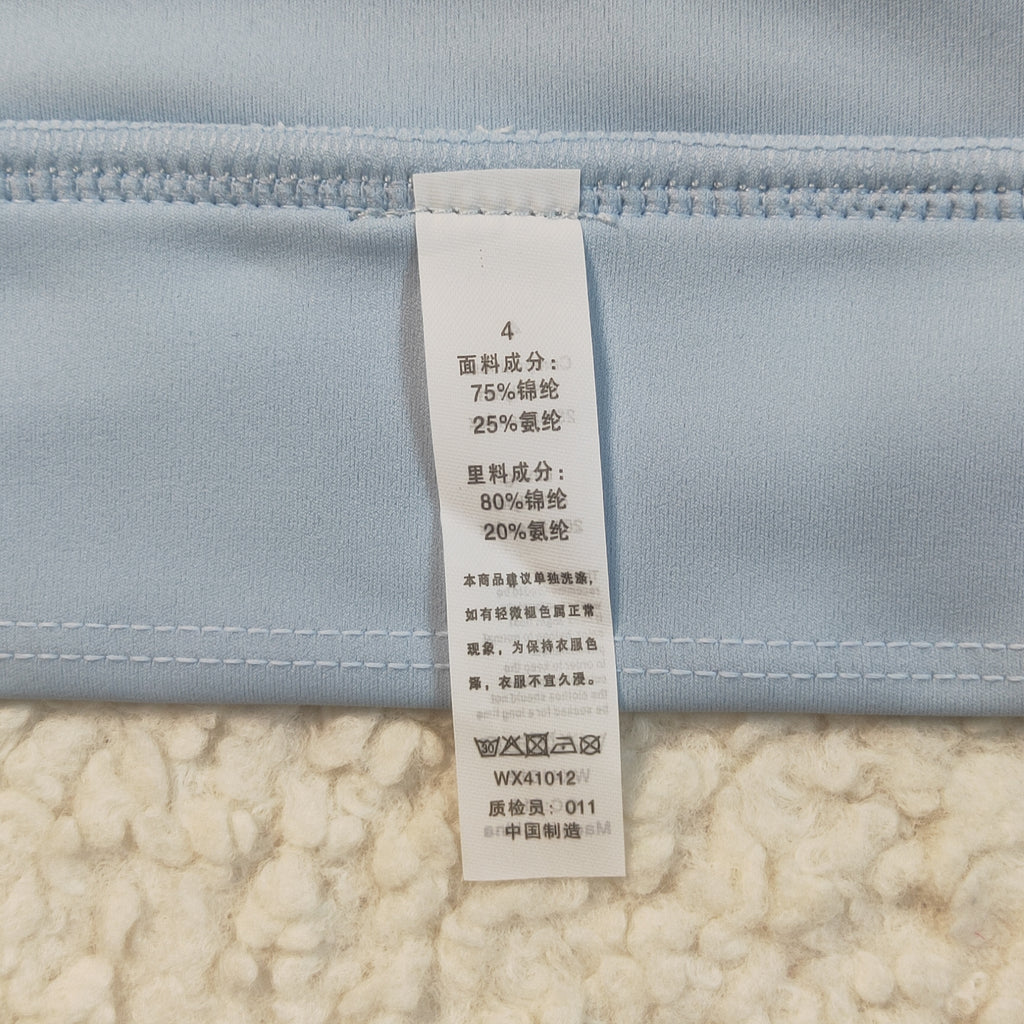 4
面料成分：
75%锦纶
25%氨纶
里料成分：
80%锦纶
20%氨纶
本商品建议单独洗涤，
如有轻微褪色属正常
现象，为保持衣服色
泽，衣服不宜久浸。
30
WX41012
质检员：011
中国制造